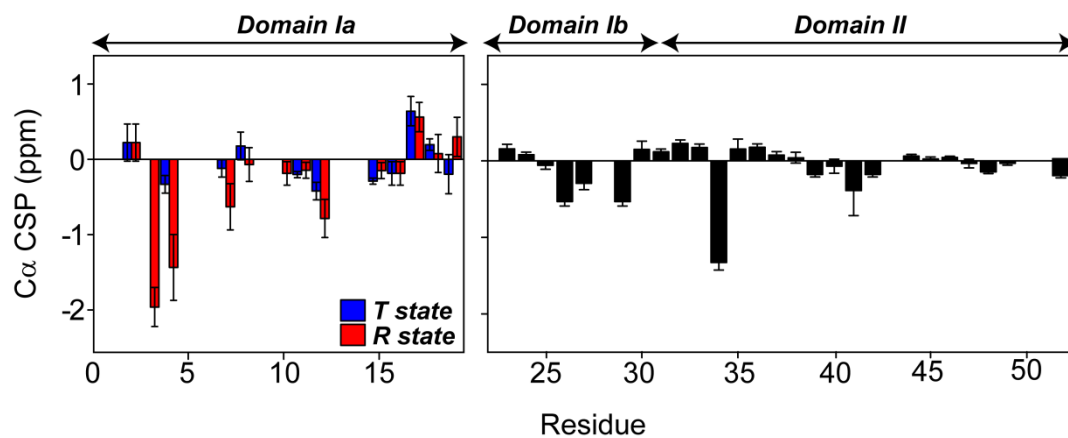 Domain Ia Domain Ib Domain II
1
0
-1
-2
Cα CSP (ppm)
T state
R state
0 5 10 15 25 30 35 40 45 50
Residue